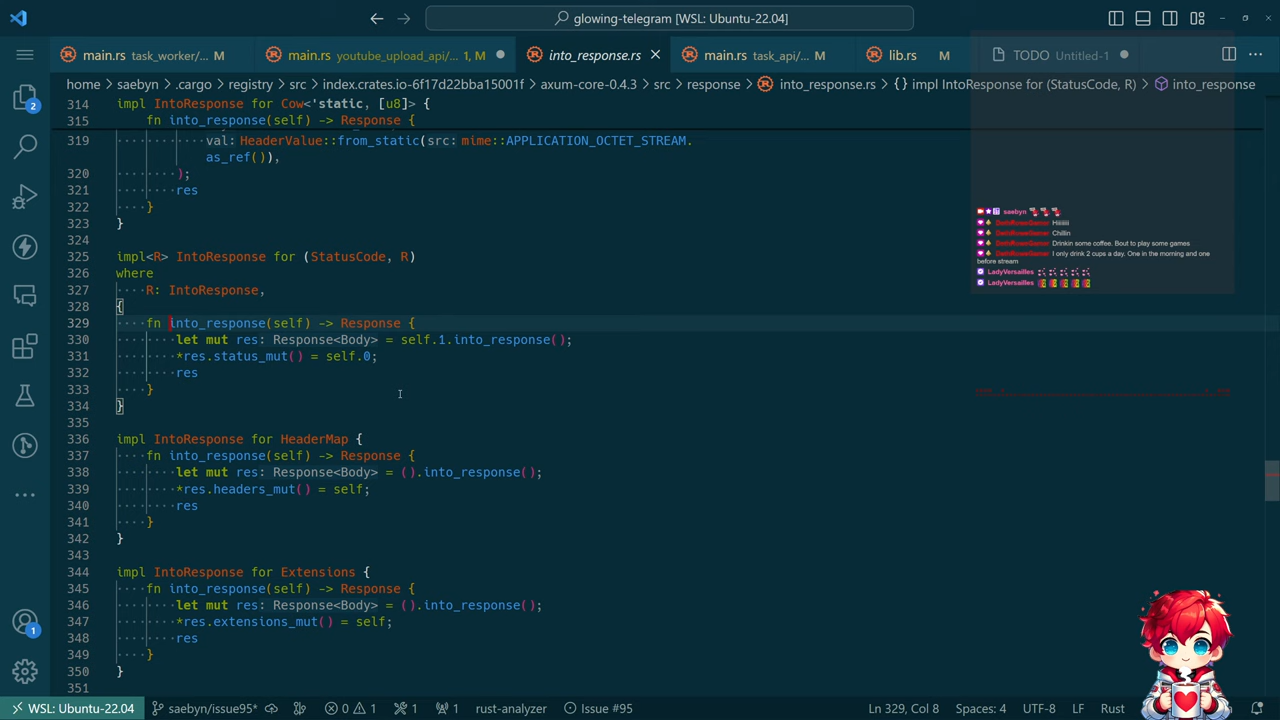 glowing-telegram [WSL: Ubuntu-22.04]
main.rs task_worker/... M
main.rs youtube_upload_api/... 1, M
into_response.rs
main.rs task_api/... M
lib.rs M
TODO Untitled-1
home > saebyn > .cargo > registry > src > index.crates.io-6f17d22bba15001f > axum-core-0.4.3 > src > response > into_response.rs > {} impl IntoResponse for (StatusCode, R) > into_response
314 impl IntoResponse for Cow<'static, [u8]> {
315 fn into_response(self) -> Response {
319 val: HeaderValue::from_static(src: mime::APPLICATION_OCTET_STREAM.
as_ref()),
320 );
321 res
322 }
323 }
324
325 impl<R> IntoResponse for (StatusCode, R)
326 where
327 R: IntoResponse,
328 {
329 fn into_response(self) -> Response {
330 let mut res: Response<Body> = self.1.into_response();
331 *res.status_mut() = self.0;
332 res
333 }
334 }
335
336 impl IntoResponse for HeaderMap {
337 fn into_response(self) -> Response {
338 let mut res: Response<Body> = ().into_response();
339 *res.headers_mut() = self;
340 res
341 }
342 }
343
344 impl IntoResponse for Extensions {
345 fn into_response(self) -> Response {
346 let mut res: Response<Body> = ().into_response();
347 *res.extensions_mut() = self;
348 res
349 }
350 }
351
saebyn
Hiiiiiii
Chillin
Drinkin some coffee. Bout to play some games
I only drink 2 cups a day. One in the morning and one
before stream
LadyVersailles
LadyVersailles
2
1
WSL: Ubuntu-22.04 saebyn/issue95* 0 1 1 rust-analyzer Issue #95 Ln 329, Col 8 Spaces: 4 UTF-8 LF Rust